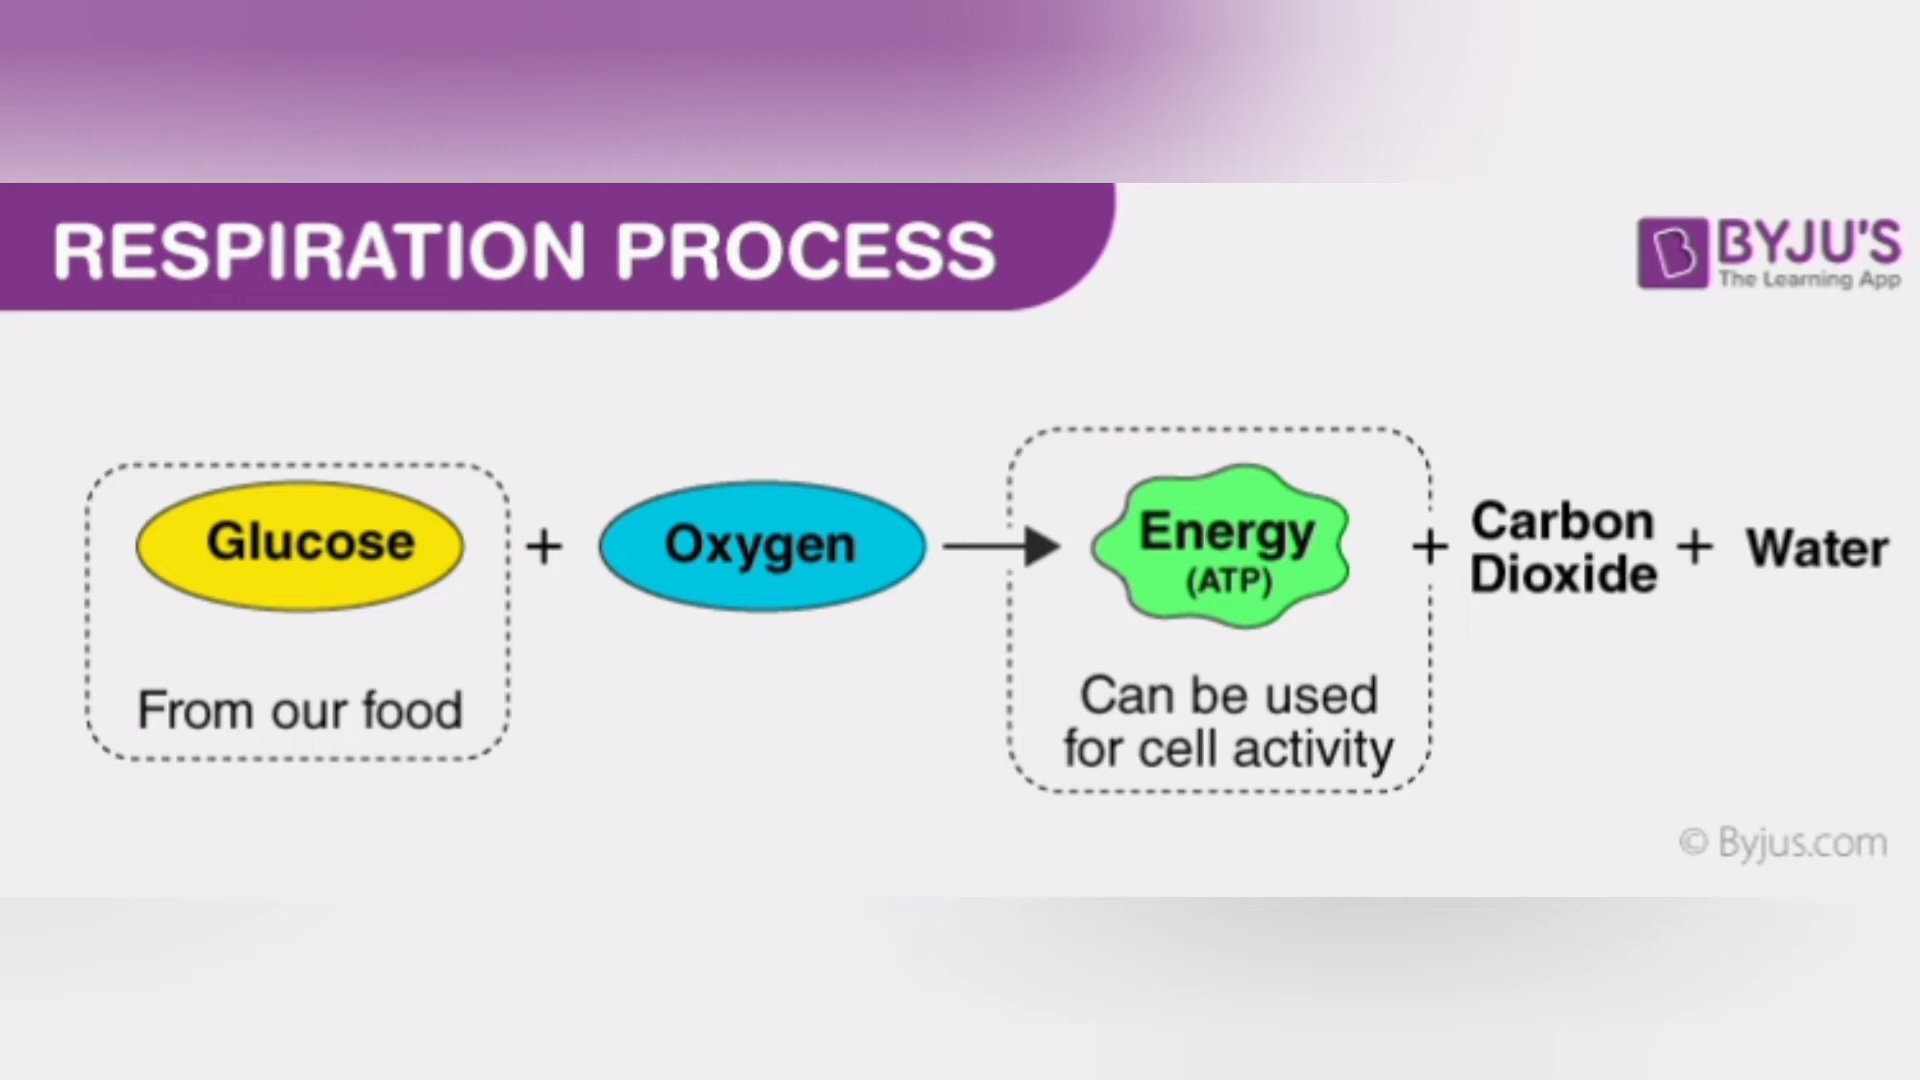 RESPIRATION PROCESS
BYJU'S
The Learning App
Glucose + Oxygen → Energy (ATP) + Carbon Dioxide + Water
From our food
Can be used
for cell activity
© Byjus.com